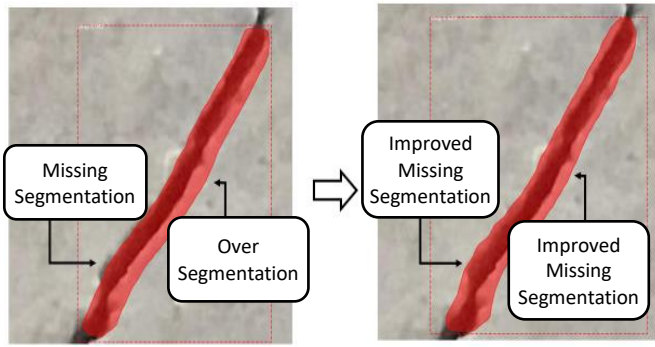 Missing
Segmentation
Over
Segmentation
Improved
Missing
Segmentation
Improved
Missing
Segmentation